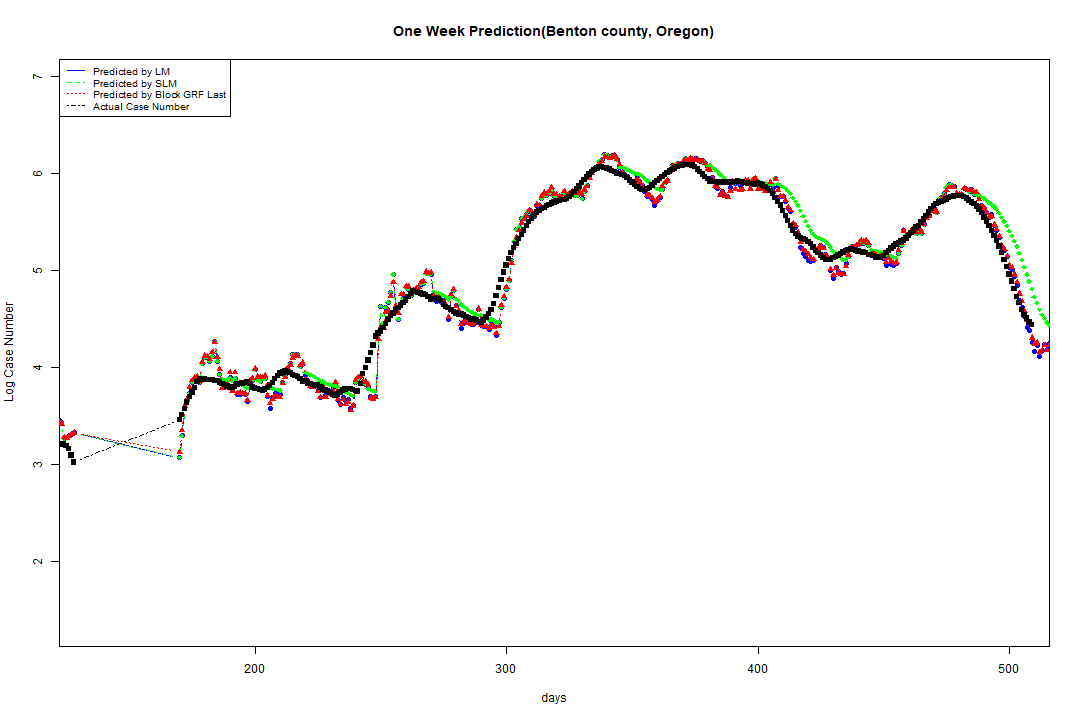 One Week Prediction(Benton county, Oregon)
Predicted by LM
Predicted by SLM
Predicted by Block GRF Last
Actual Case Number
7
6
5
4
3
2
Log Case Number
200 300 400 500
days